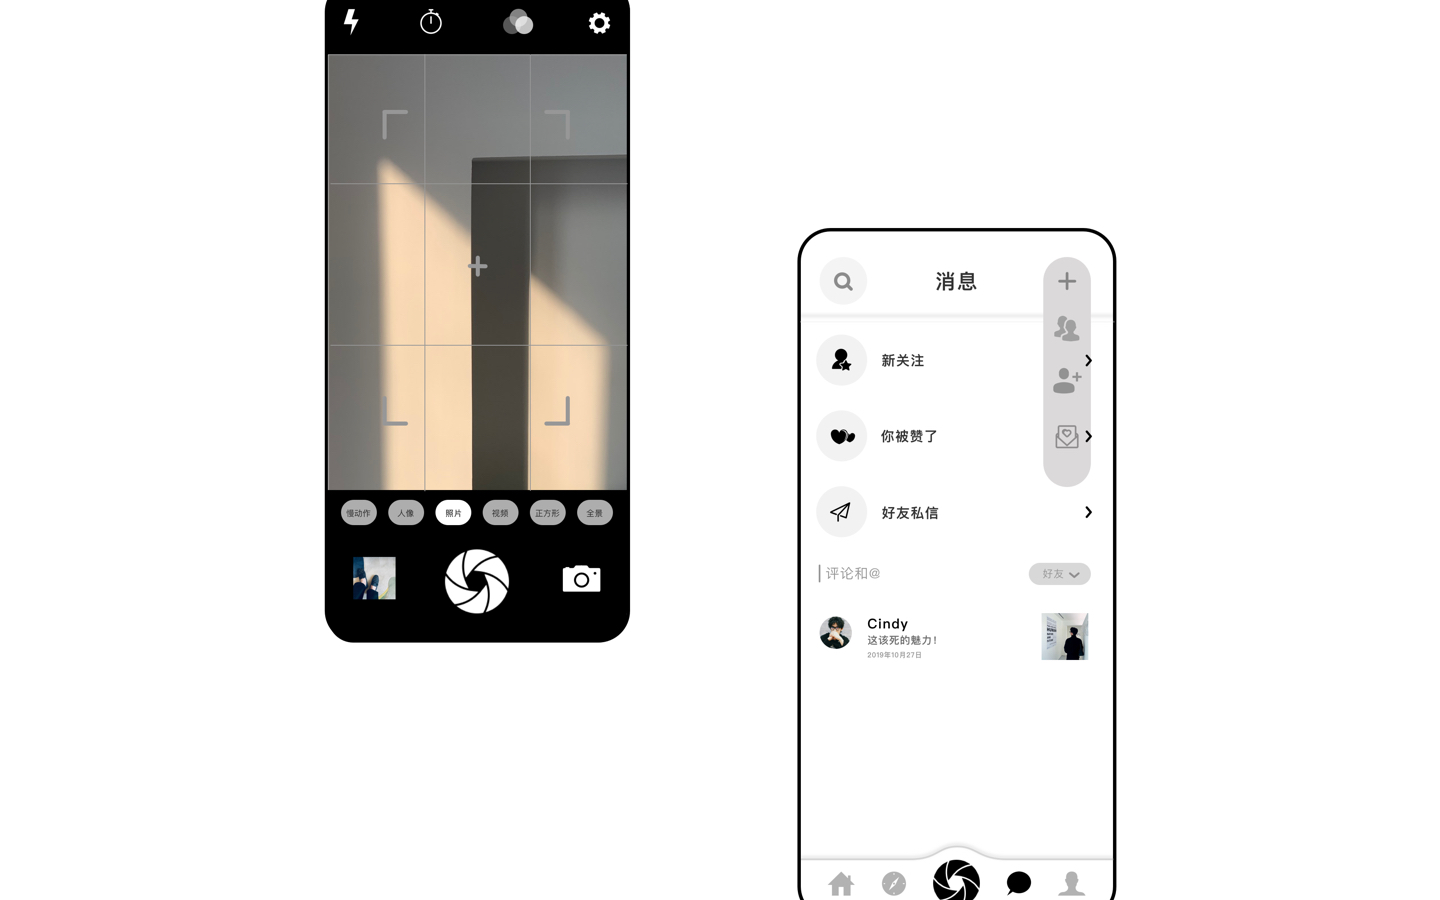 慢动作
人像
照片
视频
正方形
全景
消息
新关注
你被赞了
好友私信
评论和@
好友
Cindy
这该死的魅力！
2019年10月27日